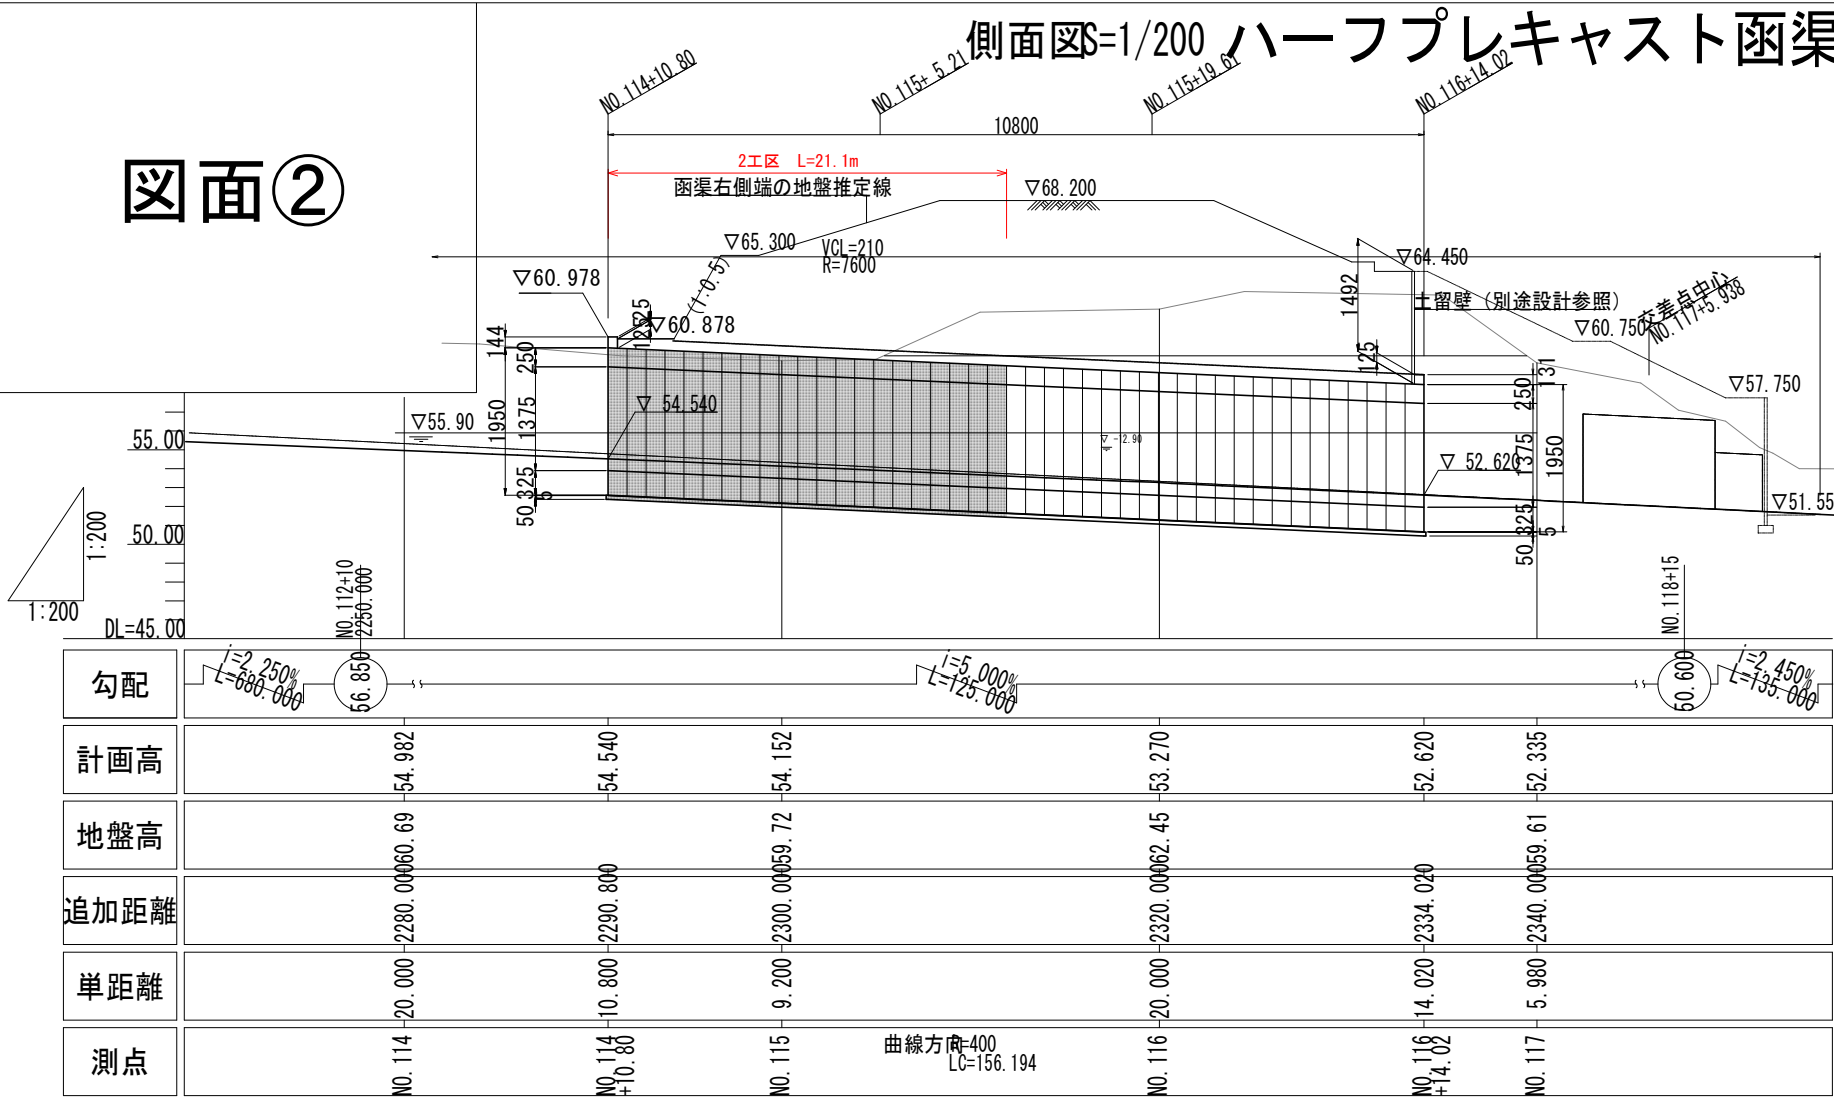 側面図S=1/200 ハーフプレキャスト函渠
図面②
NO.114+10.80
NO.115+ 5.21
NO.115+19.61
NO.116+14.02
10800
2工区 L=21.1m
函渠右側端の地盤推定線
▽68.200
▽65.300
VCL=210
R=7600
(1:0.5)
▽60.978
▽60.878
▽64.450
1492
土留壁（別途設計参照）
交差点中心
NO.117+5.938
▽60.750
▽57.750
▽51.55
144
250
1950
1375
325
50
5
125
25
▽ 54.540
▽55.90
▽ -2.90
▽ 52.620
125
131
250
1375
1950
325
50
5
55.00
50.00
DL=45.00
1:200
1:200
NO.112+10
2250.000
NO.118+15
勾配
i=2.250%
L=680.000
56.850
i=5.000%
L=125.000
50.600
i=2.450%
L=135.000
計画高
54.982
54.540
54.152
53.270
52.620
52.335
地盤高
60.69
59.72
62.45
59.61
追加距離
2280.000
2290.800
2300.000
2320.000
2334.020
2340.000
単距離
20.000
10.800
9.200
20.000
14.020
5.980
測点
NO.114
NO.114
+10.80
NO.115
曲線方向
R=400
LC=156.194
NO.116
NO.116
+14.02
NO.117